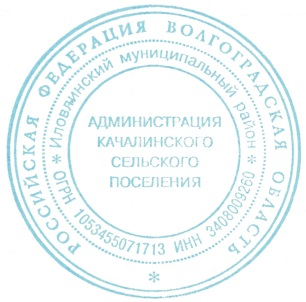 РОССИЙСКАЯ ФЕДЕРАЦИЯ ВОЛГОГРАДСКАЯ ОБЛАСТЬ
* Иловлинский муниципальный район *
ОГРН 1053455071713 ИНН 3408009260
АДМИНИСТРАЦИЯ
КАЧАЛИНСКОГО
СЕЛЬСКОГО
ПОСЕЛЕНИЯ
*